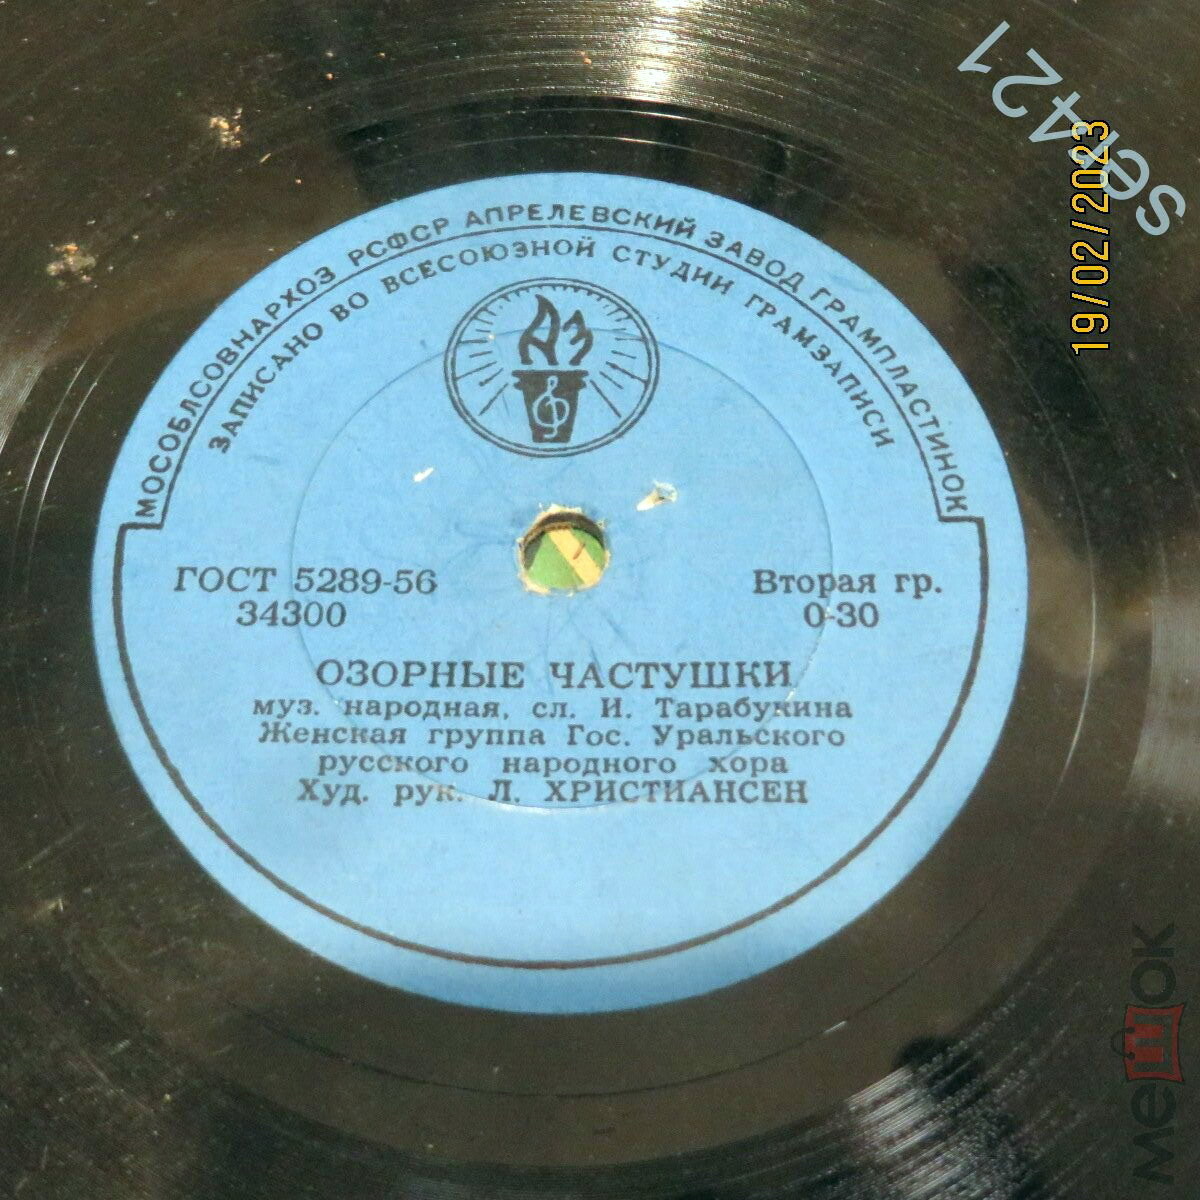 МОСОБЛСОВНАРХОЗ РСФСР АПРЕЛЕВСКИЙ ЗАВОД ГРАМПЛАСТИНОК
ЗАПИСАНО ВО ВСЕСОЮЗНОЙ СТУДИИ ГРАМЗАПИСИ
АЗ
ГОСТ 5289-56
34300
Вторая гр.
0-30
ОЗОРНЫЕ ЧАСТУШКИ
муз. народная, сл. И. Тарабукина
Женская группа Гос. Уральского
русского народного хора
Худ. рук. Л. ХРИСТИАНСЕН
ser421
19/02/2023
мешок